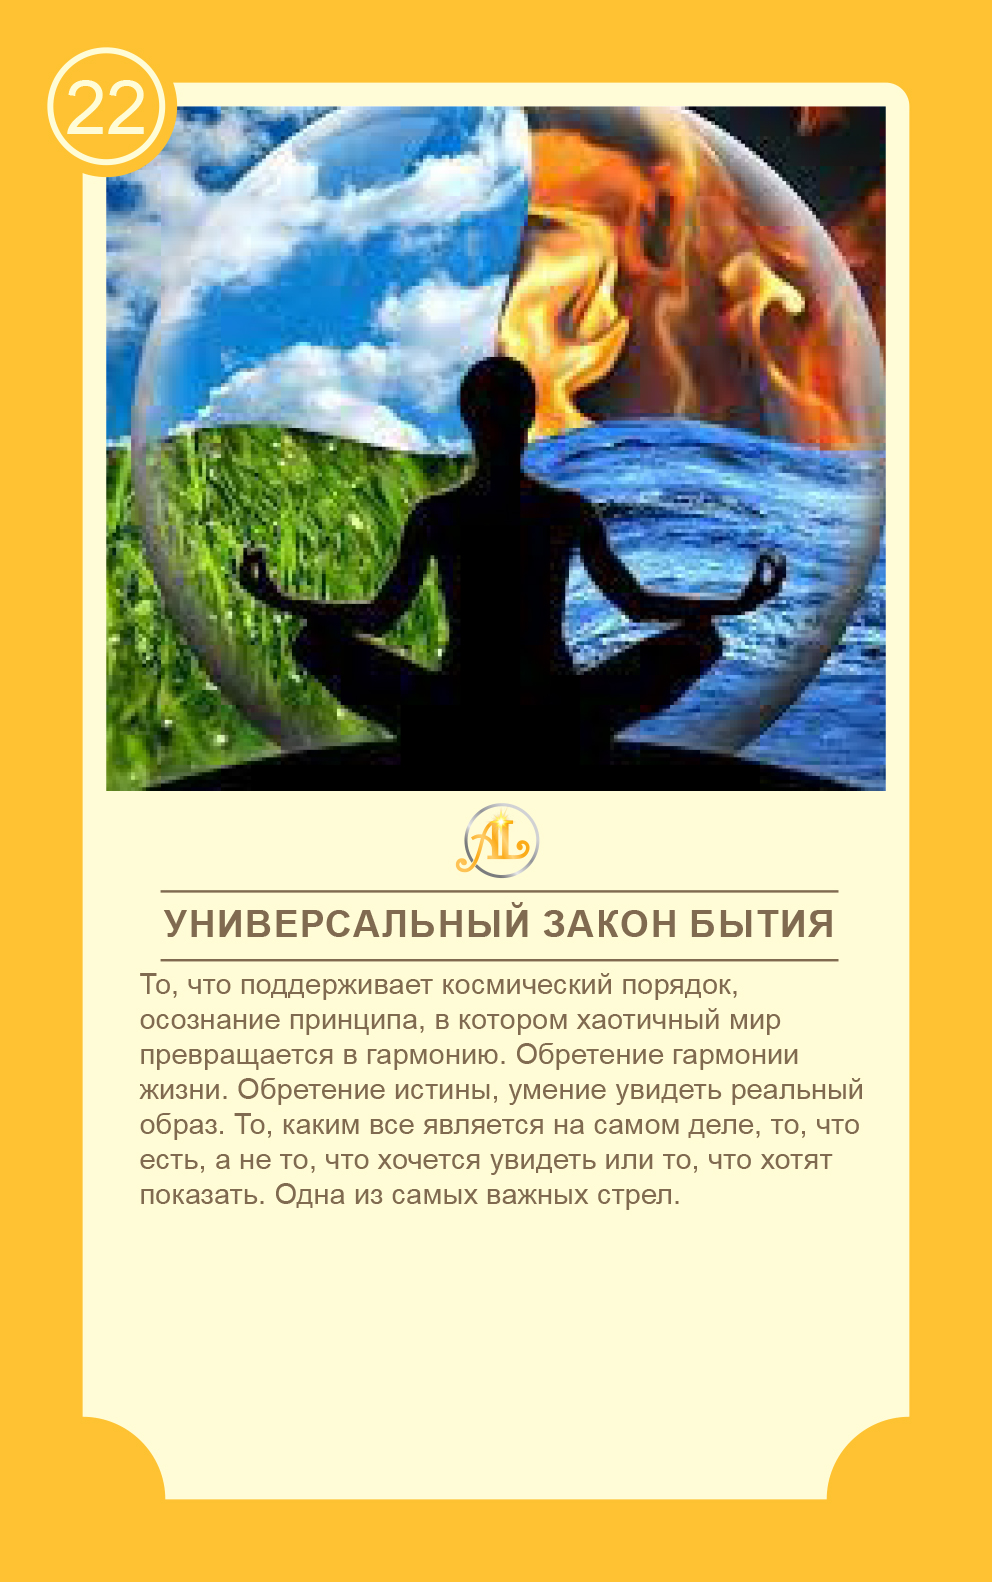 22
AL
УНИВЕРСАЛЬНЫЙ ЗАКОН БЫТИЯ
То, что поддерживает космический порядок,
осознание принципа, в котором хаотичный мир
превращается в гармонию. Обретение гармонии
жизни. Обретение истины, умение увидеть реальный
образ. То, каким все является на самом деле, то, что
есть, а не то, что хочется увидеть или то, что хотят
показать. Одна из самых важных стрел.